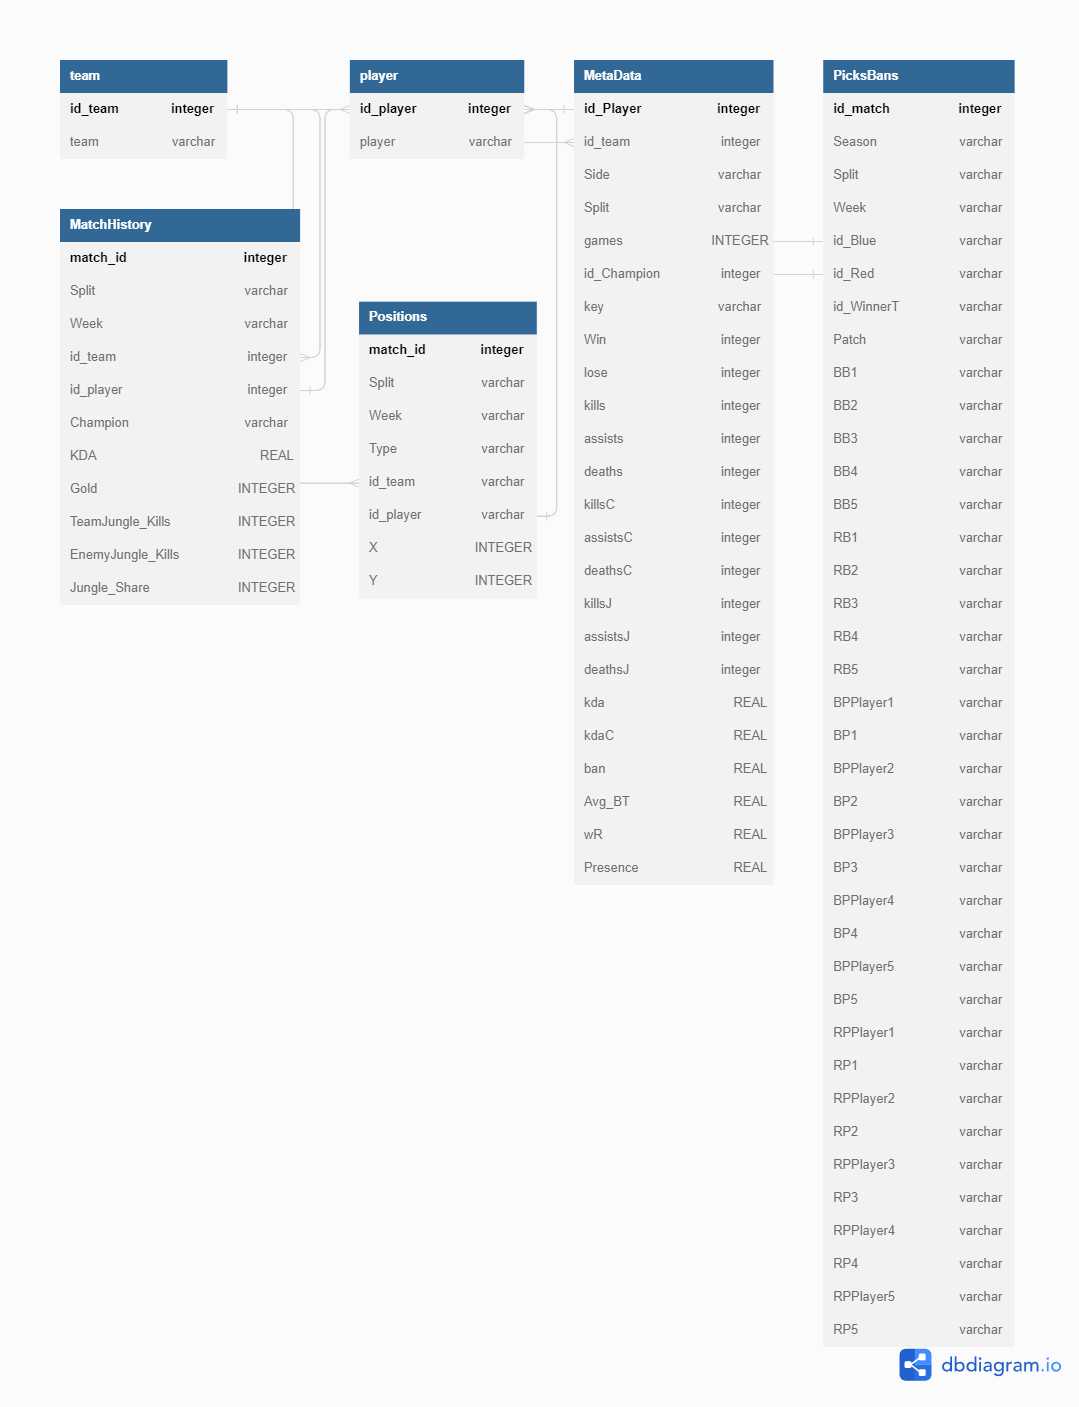 team
id_team integer
team varchar
player
id_player integer
player varchar
MatchHistory
match_id integer
Split varchar
Week varchar
id_team integer
id_player integer
Champion varchar
KDA REAL
Gold INTEGER
TeamJungle_Kills INTEGER
EnemyJungle_Kills INTEGER
Jungle_Share INTEGER
Positions
match_id integer
Split varchar
Week varchar
Type varchar
id_team varchar
id_player varchar
X INTEGER
Y INTEGER
MetaData
id_Player integer
id_team integer
Side varchar
Split varchar
games INTEGER
id_Champion integer
key varchar
Win integer
lose integer
kills integer
assists integer
deaths integer
killsC integer
assistsC integer
deathsC integer
killsJ integer
assistsJ integer
deathsJ integer
kda REAL
kdaC REAL
ban REAL
Avg_BT REAL
wR REAL
Presence REAL
PicksBans
id_match integer
Season varchar
Split varchar
Week varchar
id_Blue varchar
id_Red varchar
id_WinnerT varchar
Patch varchar
BB1 varchar
BB2 varchar
BB3 varchar
BB4 varchar
BB5 varchar
RB1 varchar
RB2 varchar
RB3 varchar
RB4 varchar
RB5 varchar
BPPlayer1 varchar
BP1 varchar
BPPlayer2 varchar
BP2 varchar
BPPlayer3 varchar
BP3 varchar
BPPlayer4 varchar
BP4 varchar
BPPlayer5 varchar
BP5 varchar
RPPlayer1 varchar
RP1 varchar
RPPlayer2 varchar
RP2 varchar
RPPlayer3 varchar
RP3 varchar
RPPlayer4 varchar
RP4 varchar
RPPlayer5 varchar
RP5 varchar
dbdiagram.io